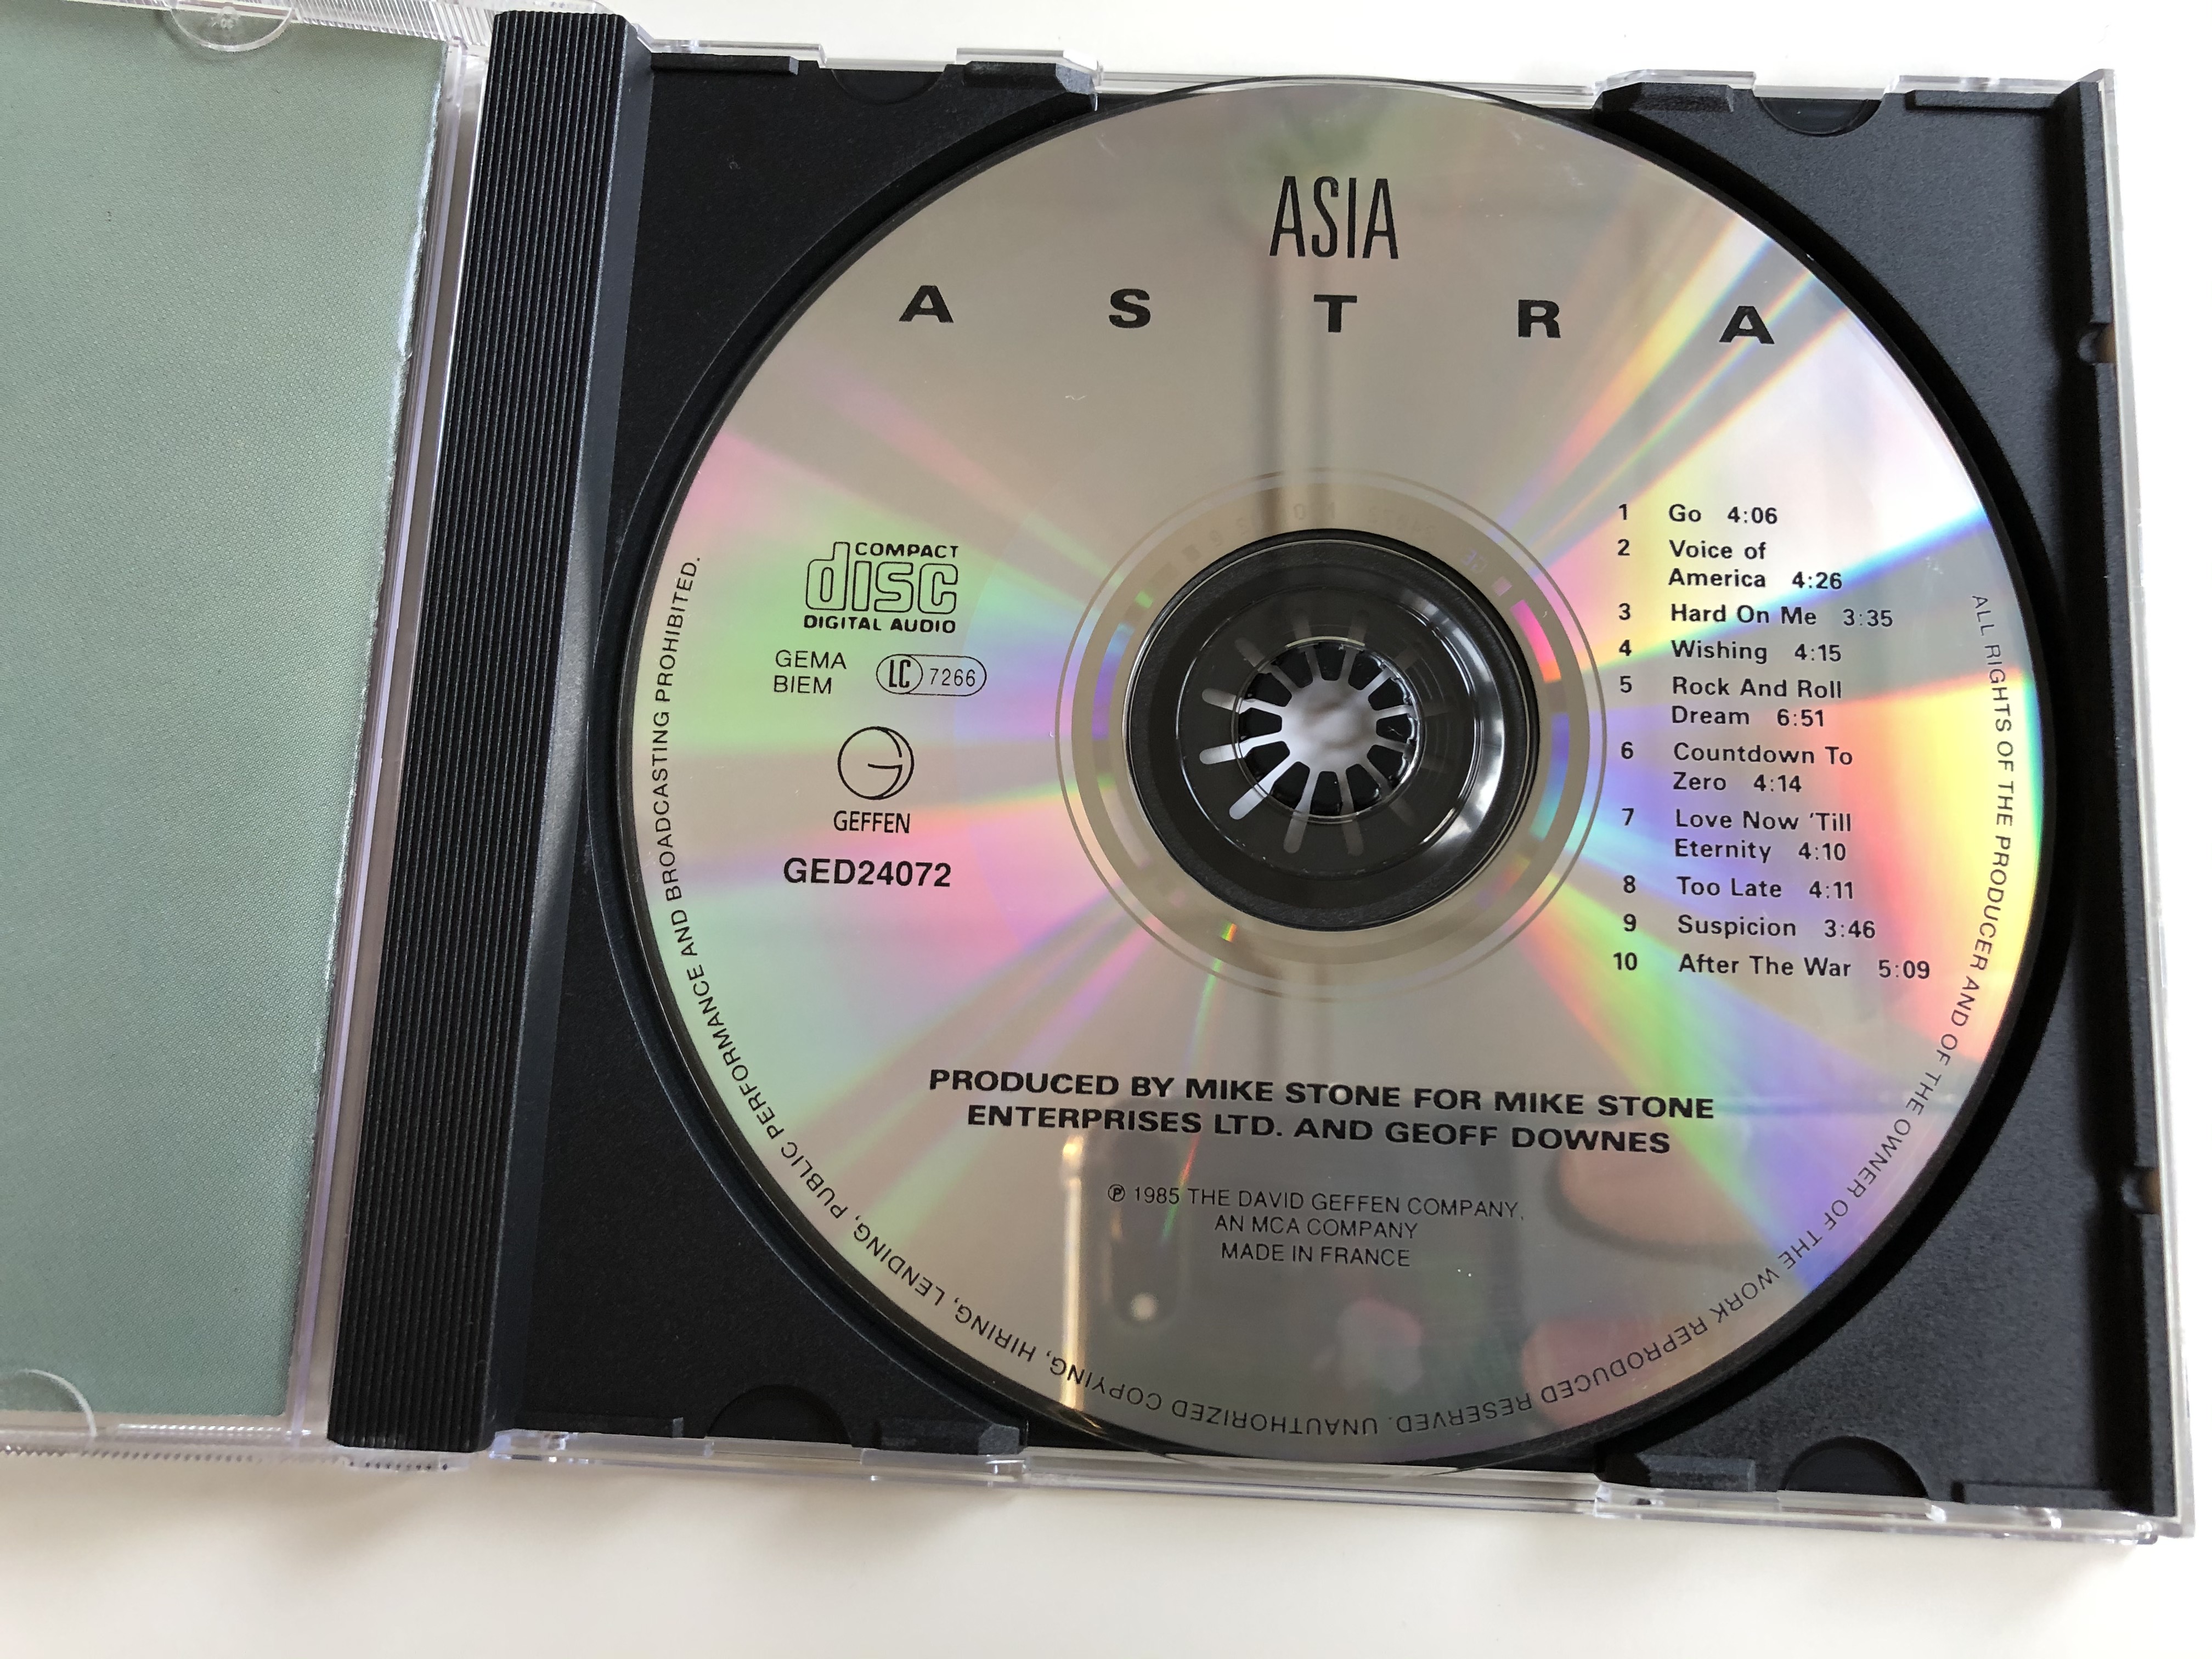 ASIA
A S T R A
COMPACT
disc
DIGITAL AUDIO
GEMA
BIEM
LC 7266
GEFFEN
GED24072
1 Go 4:06
2 Voice of
America 4:26
3 Hard On Me 3:35
4 Wishing 4:15
5 Rock And Roll
Dream 6:51
6 Countdown To
Zero 4:14
7 Love Now 'Till
Eternity 4:10
8 Too Late 4:11
9 Suspicion 3:46
10 After The War 5:09
PRODUCED BY MIKE STONE FOR MIKE STONE
ENTERPRISES LTD. AND GEOFF DOWNES
℗ 1985 THE DAVID GEFFEN COMPANY,
AN MCA COMPANY
MADE IN FRANCE
ALL RIGHTS OF THE PRODUCER AND OF THE OWNER OF THE WORK REPRODUCED RESERVED. UNAUTHORIZED COPYING, HIRING, LENDING, PUBLIC PERFORMANCE AND BROADCASTING PROHIBITED.